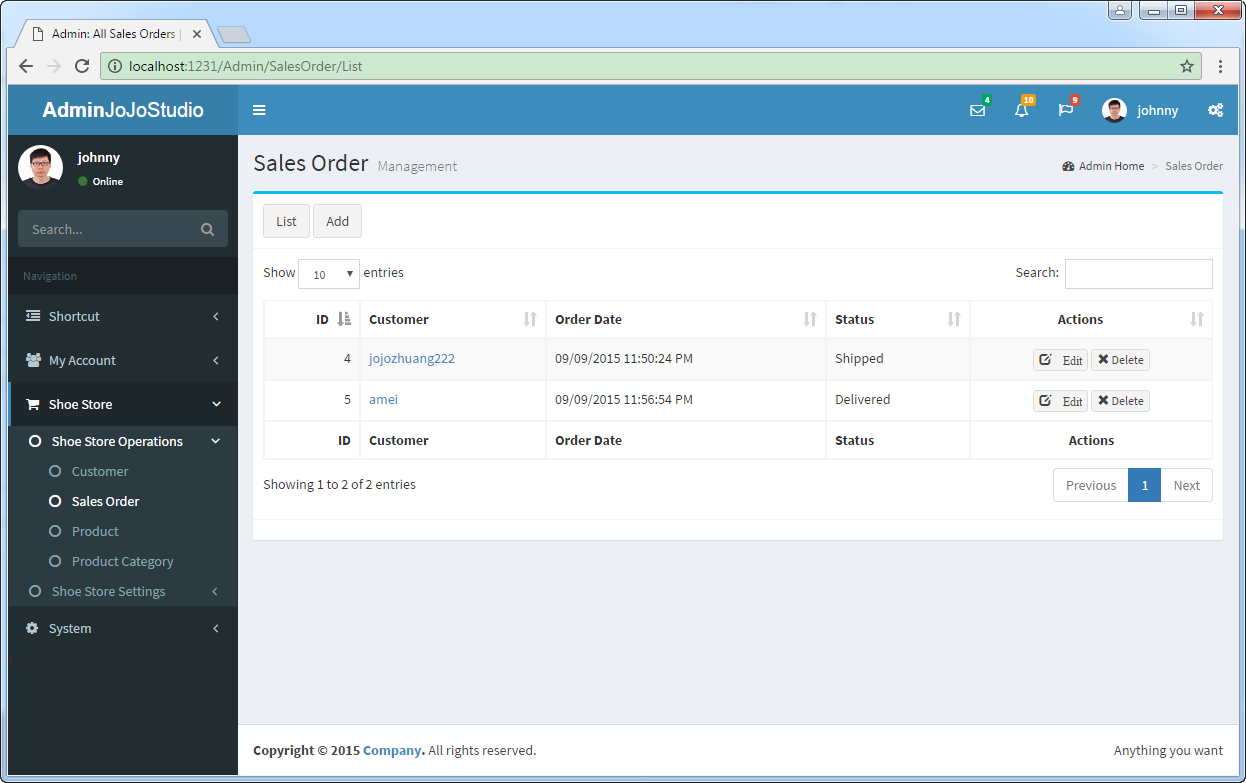 Admin: All Sales Orders |
localhost:1231/Admin/SalesOrder/List
AdminJoJoStudio
4
10
9
johnny
johnny
Online
Search...
Navigation
Shortcut
My Account
Shoe Store
Shoe Store Operations
Customer
Sales Order
Product
Product Category
Shoe Store Settings
System
Sales Order Management
Admin Home > Sales Order
List Add
Show 10 entries
Search:
ID Customer Order Date Status Actions
4 jojozhuang222 09/09/2015 11:50:24 PM Shipped Edit Delete
5 amei 09/09/2015 11:56:54 PM Delivered Edit Delete
ID Customer Order Date Status Actions
Showing 1 to 2 of 2 entries
Previous 1 Next
Copyright © 2015 Company. All rights reserved.
Anything you want